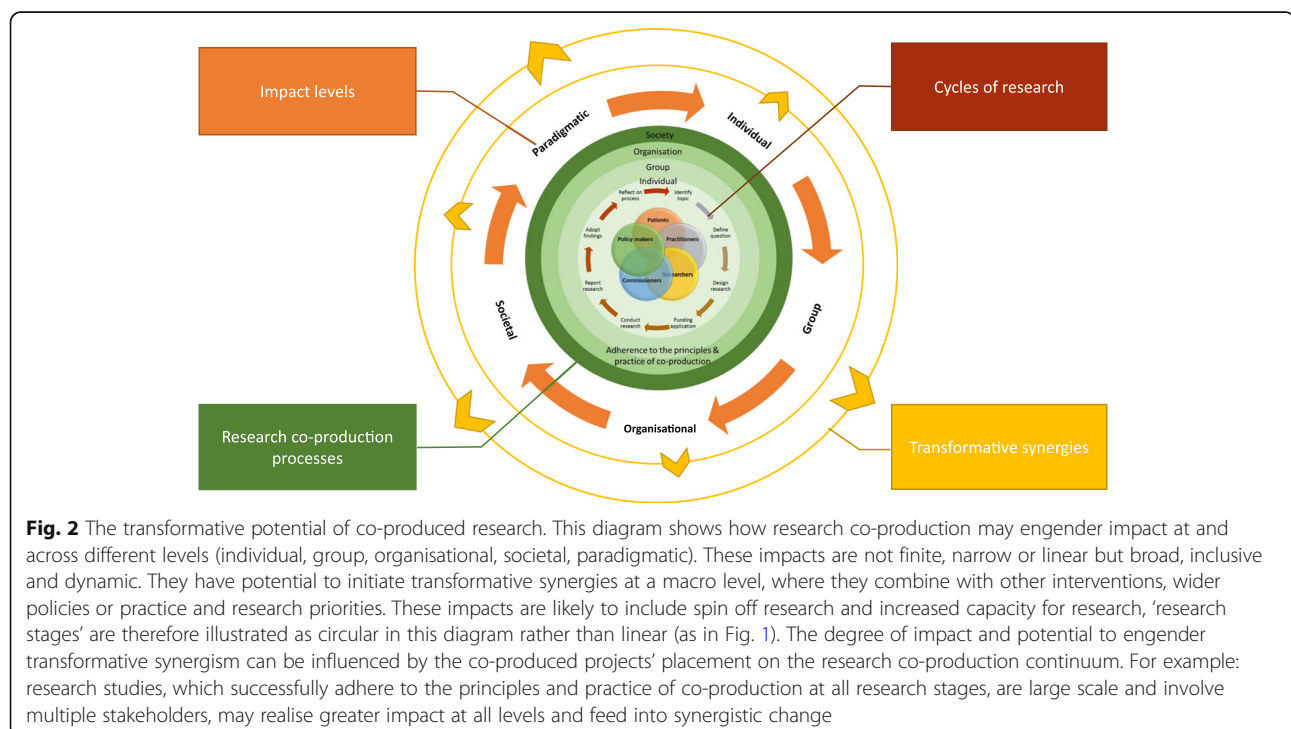 Impact levels
Cycles of research
Paradigmatic
Individual
Society
Organisation
Group
Individual
Reflect on
process
Identify
topic
Adopt
findings
Patients
Define
question
Policy makers
Practitioners
Report
research
Commissioners
Researchers
Design
research
Conduct
research
Funding
application
Societal
Group
Adherence to the principles &
practice of co-production
Organisational
Research co-production
processes
Transformative synergies
Fig. 2 The transformative potential of co-produced research. This diagram shows how research co-production may engender impact at and
across different levels (individual, group, organisational, societal, paradigmatic). These impacts are not finite, narrow or linear but broad, inclusive
and dynamic. They have potential to initiate transformative synergies at a macro level, where they combine with other interventions, wider
policies or practice and research priorities. These impacts are likely to include spin off research and increased capacity for research, ‘research
stages’ are therefore illustrated as circular in this diagram rather than linear (as in Fig. 1). The degree of impact and potential to engender
transformative synergism can be influenced by the co-produced projects’ placement on the research co-production continuum. For example:
research studies, which successfully adhere to the principles and practice of co-production at all research stages, are large scale and involve
multiple stakeholders, may realise greater impact at all levels and feed into synergistic change